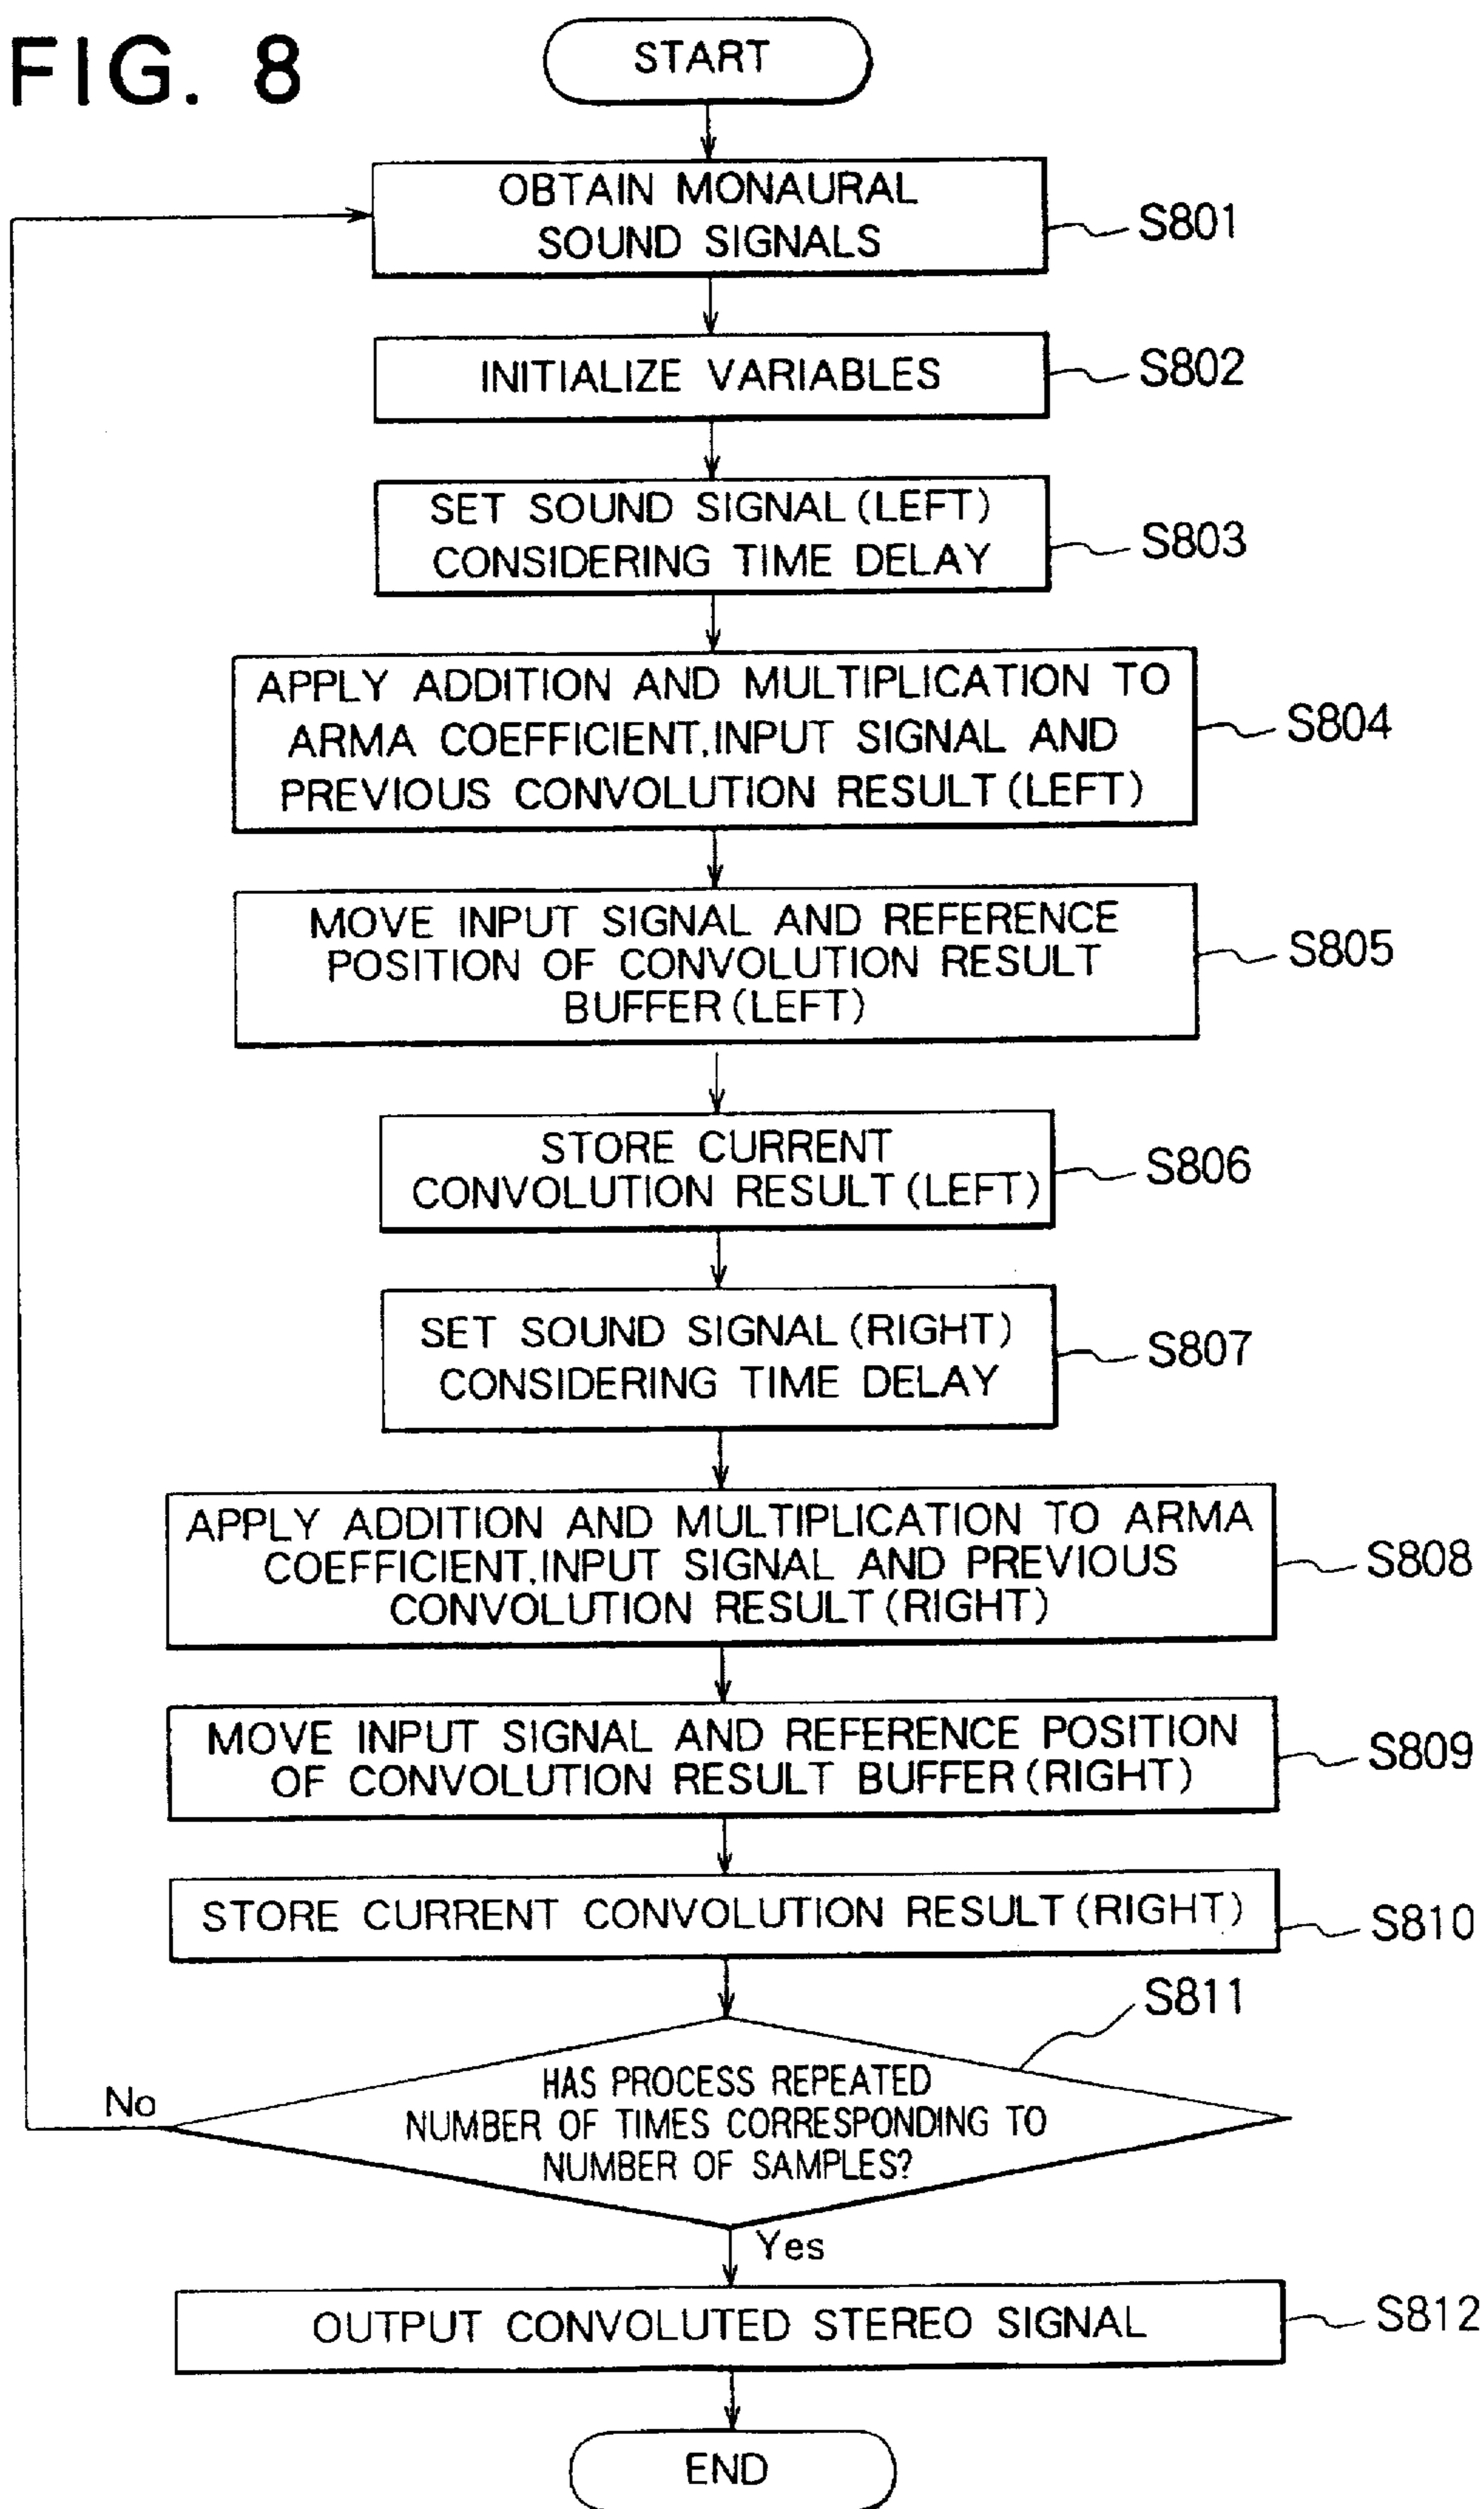 FIG. 8
START
OBTAIN MONAURAL
SOUND SIGNALS
S801
INITIALIZE VARIABLES
S802
SET SOUND SIGNAL (LEFT)
CONSIDERING TIME DELAY
S803
APPLY ADDITION AND MULTIPLICATION TO
ARMA COEFFICIENT, INPUT SIGNAL AND
PREVIOUS CONVOLUTION RESULT (LEFT)
S804
MOVE INPUT SIGNAL AND REFERENCE
POSITION OF CONVOLUTION RESULT
BUFFER (LEFT)
S805
STORE CURRENT
CONVOLUTION RESULT (LEFT)
S806
SET SOUND SIGNAL (RIGHT)
CONSIDERING TIME DELAY
S807
APPLY ADDITION AND MULTIPLICATION TO ARMA
COEFFICIENT, INPUT SIGNAL AND PREVIOUS
CONVOLUTION RESULT (RIGHT)
S808
MOVE INPUT SIGNAL AND REFERENCE POSITION
OF CONVOLUTION RESULT BUFFER (RIGHT)
S809
STORE CURRENT CONVOLUTION RESULT (RIGHT)
S810
S811
HAS PROCESS REPEATED
NUMBER OF TIMES CORRESPONDING TO
NUMBER OF SAMPLES?
No
Yes
OUTPUT CONVOLUTED STEREO SIGNAL
S812
END